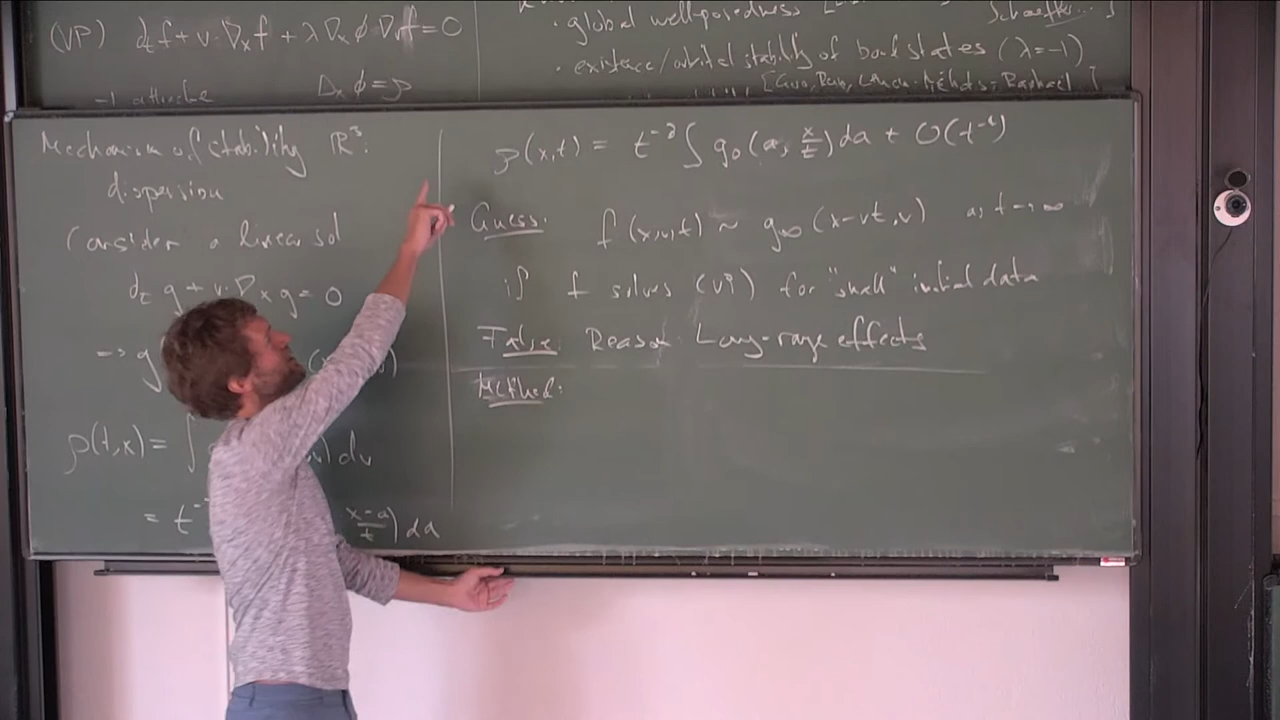 (VP) ∂_t f + v·∇_x f + λ∇_x φ·∇_v f = 0
Δ_x φ = ρ
· global well-posedness
Schaeffer...]
· existence/orbital stability of bound states (λ=-1)
[Guo, Rein, Lemou-Méhats-Raphael]
Mechanism of stability ℝ³:
dispersion
Consider a linear sol
∂_t g + v·∇_x g = 0
=> g
ρ(t,x) = ∫ dv
= t x-a/t) da
ρ(x,t) = t^{-3} ∫ g_0(a, x/t) da + O(t^{-4})
Guess: f(x,v,t) ~ g_∞(x-vt,v) as t→∞
if f solves (VP) for "small" initial data
False: Reason: Long-range effects
Method: